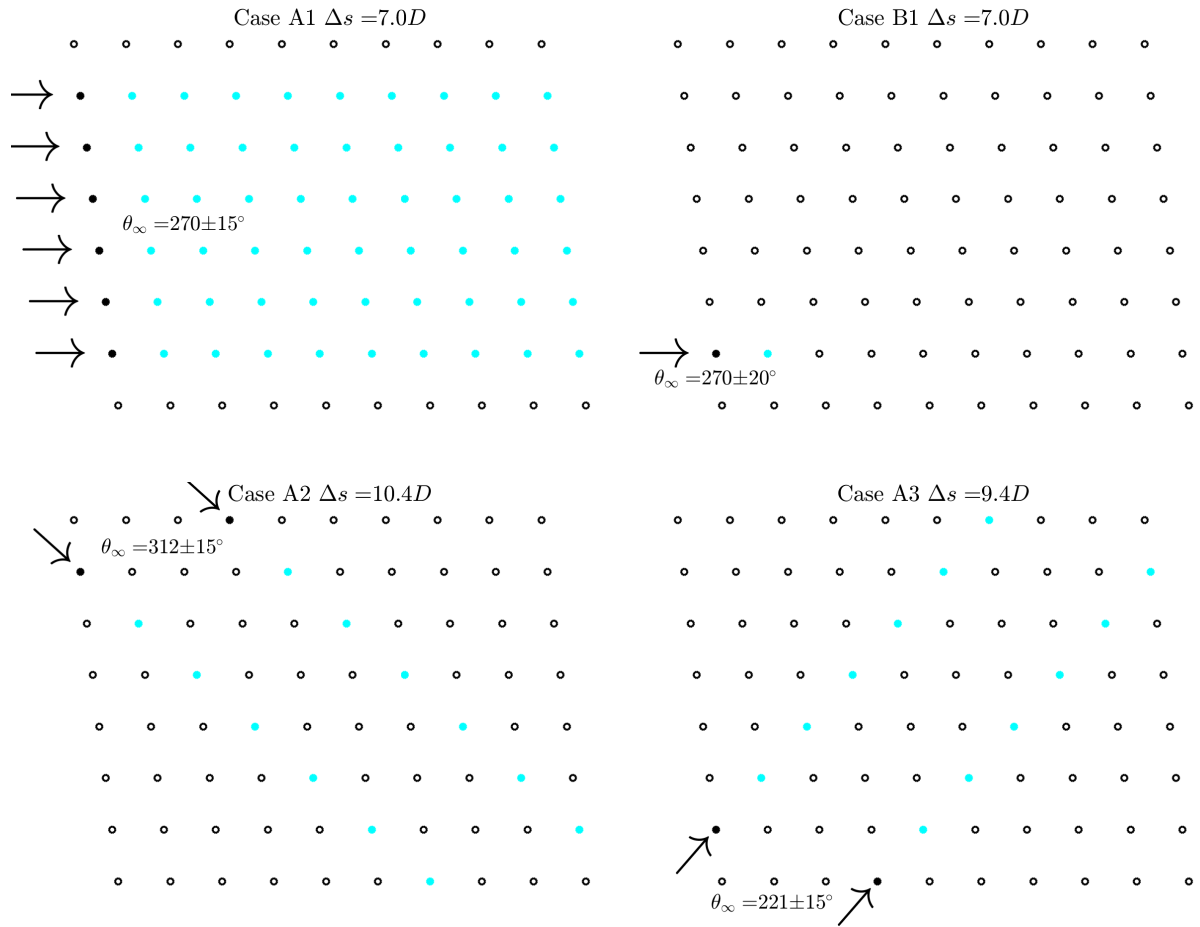 Case A1 Δs =7.0D
θ∞ =270±15°
Case B1 Δs =7.0D
θ∞ =270±20°
Case A2 Δs =10.4D
θ∞ =312±15°
Case A3 Δs =9.4D
θ∞ =221±15°